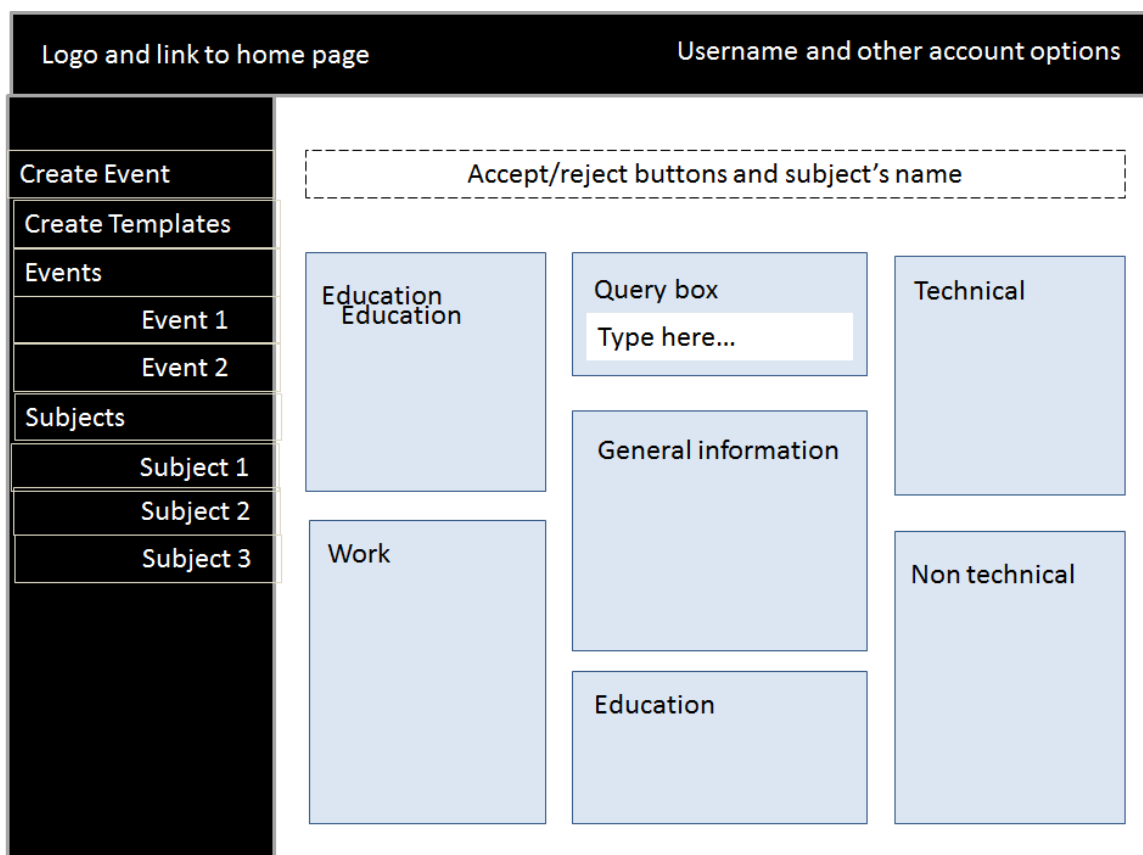 Logo and link to home page
Username and other account options
Create Event
Create Templates
Events
Event 1
Event 2
Subjects
Subject 1
Subject 2
Subject 3
Accept/reject buttons and subject’s name
Education
Education
Work
Query box
Type here…
General information
Education
Technical
Non technical